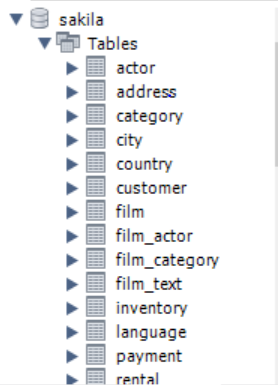 sakila
Tables
actor
address
category
city
country
customer
film
film_actor
film_category
film_text
inventory
language
payment
rental